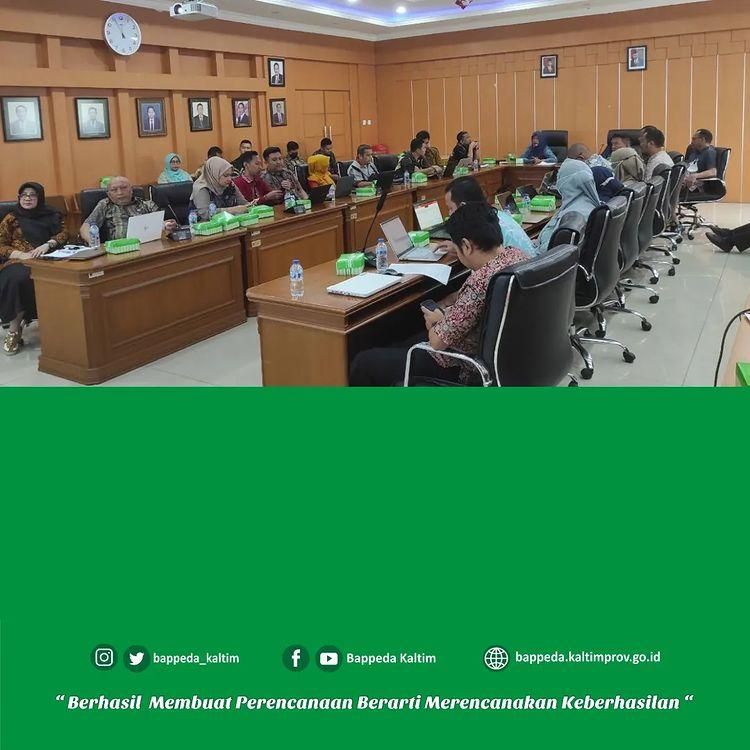 bappeda_kaltim
Bappeda Kaltim
bappeda.kaltimprov.go.id
“ Berhasil Membuat Perencanaan Berarti Merencanakan Keberhasilan “